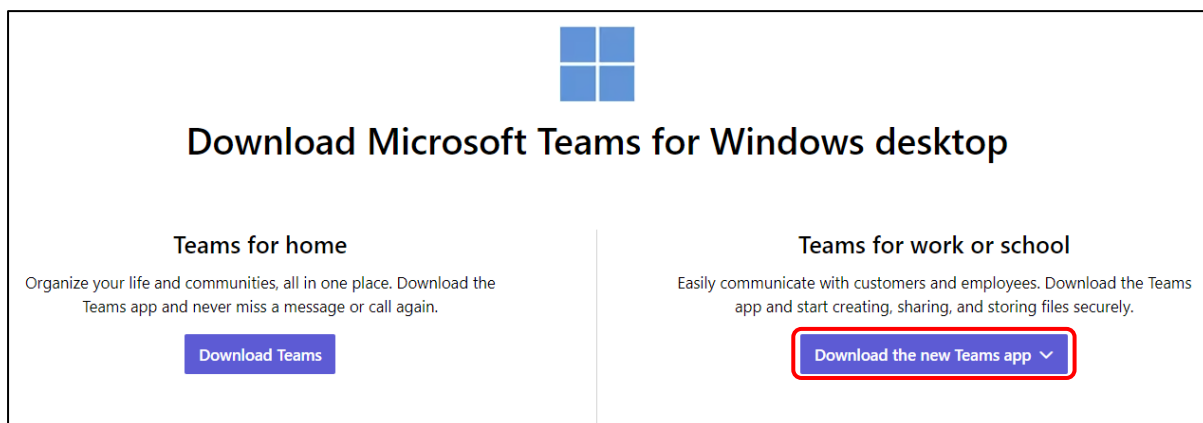 Download Microsoft Teams for Windows desktop
Teams for home
Organize your life and communities, all in one place. Download the
Teams app and never miss a message or call again.
Download Teams
Teams for work or school
Easily communicate with customers and employees. Download the Teams
app and start creating, sharing, and storing files securely.
Download the new Teams app